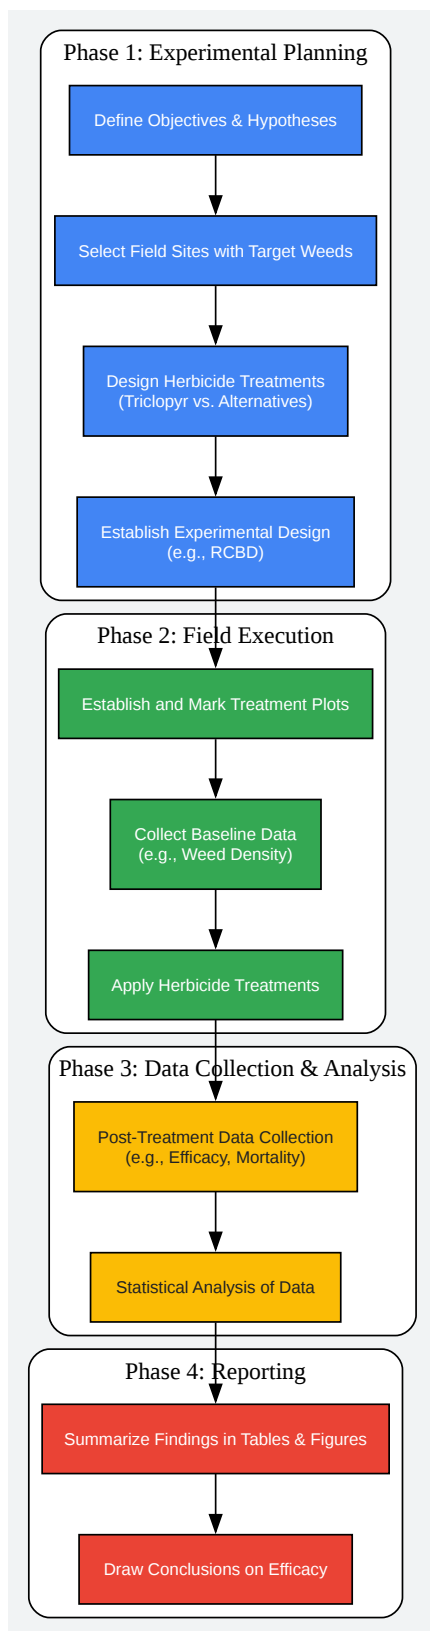 Phase 1: Experimental Planning
Define Objectives & Hypotheses
Select Field Sites with Target Weeds
Design Herbicide Treatments
(Triclopyr vs. Alternatives)
Establish Experimental Design
(e.g., RCBD)
Phase 2: Field Execution
Establish and Mark Treatment Plots
Collect Baseline Data
(e.g., Weed Density)
Apply Herbicide Treatments
Phase 3: Data Collection & Analysis
Post-Treatment Data Collection
(e.g., Efficacy, Mortality)
Statistical Analysis of Data
Phase 4: Reporting
Summarize Findings in Tables & Figures
Draw Conclusions on Efficacy